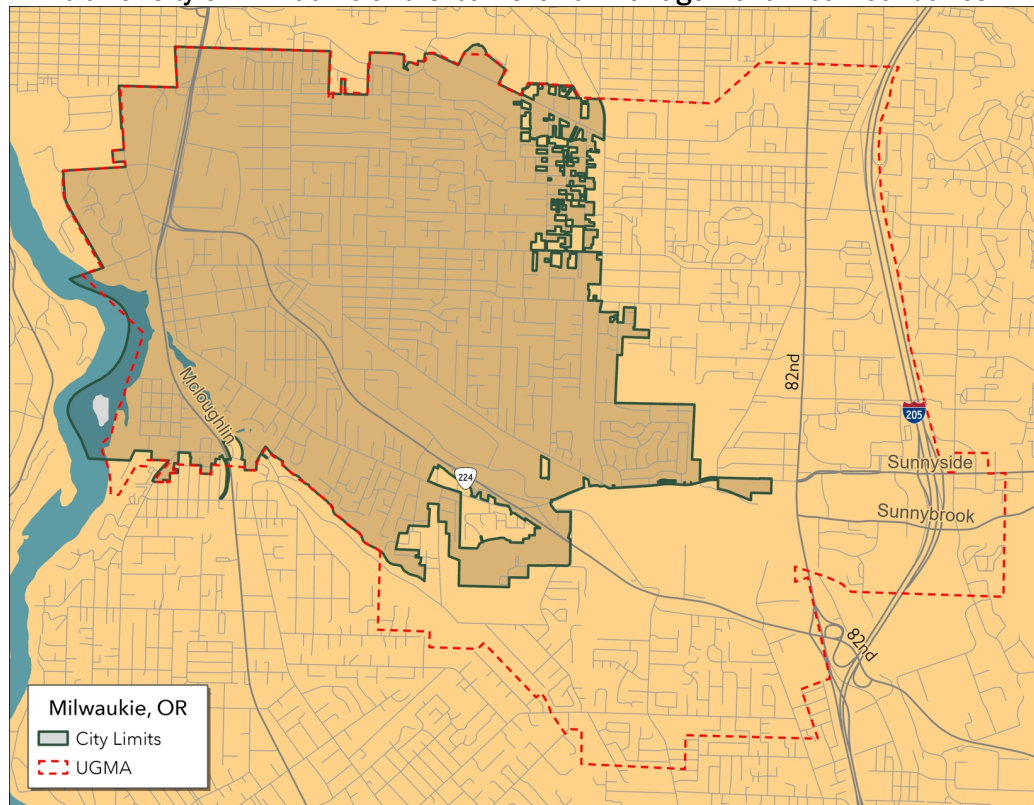 82nd
Mcloughlin
205
Sunnyside
224
Sunnybrook
82nd
Milwaukie, OR
City Limits
UGMA